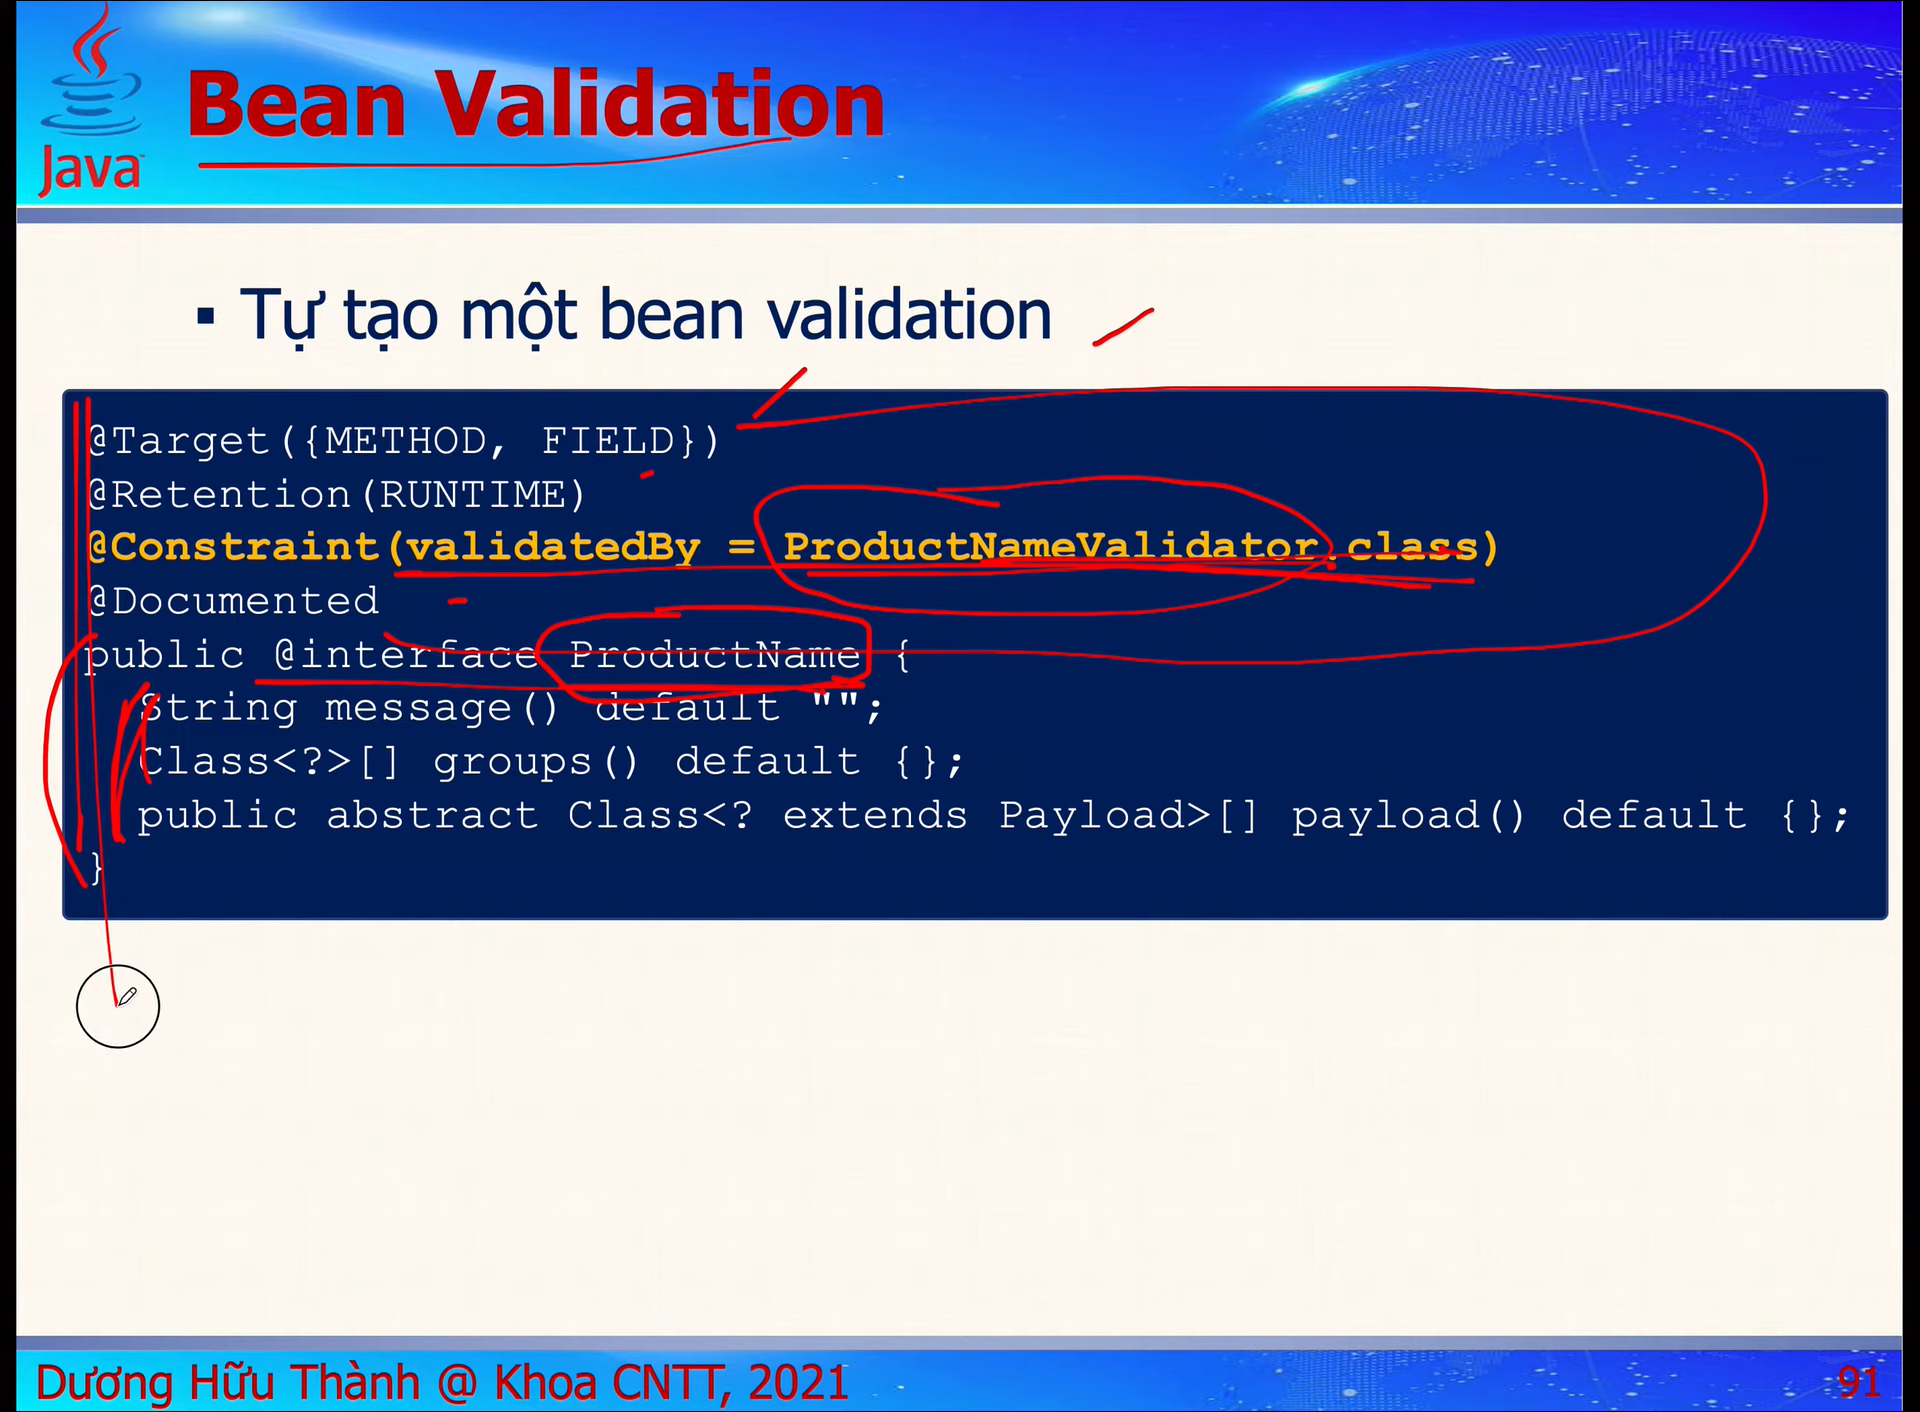 Java
Bean Validation
▪ Tự tạo một bean validation
@Target({METHOD, FIELD})
@Retention(RUNTIME)
@Constraint(validatedBy = ProductNameValidator.class)
@Documented
public @interface ProductName {
String message() default "";
Class<?>[] groups() default {};
public abstract Class<? extends Payload>[] payload() default {};
}
Dương Hữu Thành @ Khoa CNTT, 2021
91